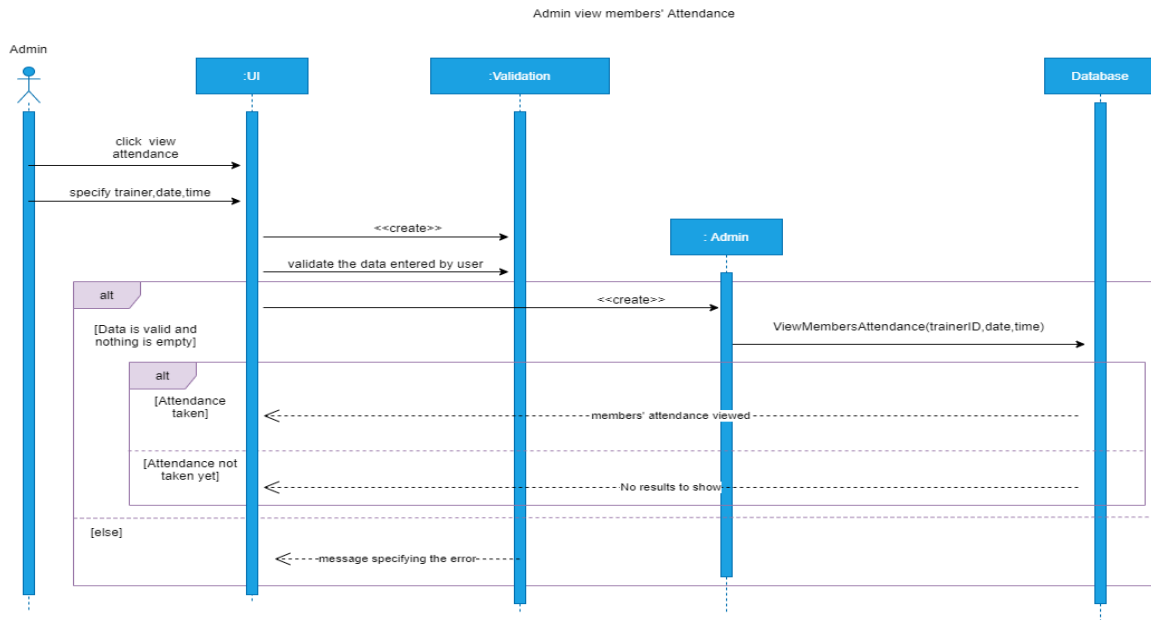 Admin view members' Attendance
Admin
:UI
:Validation
Database
click view
attendance
specify trainer,date,time
<<create>>
: Admin
validate the data entered by user
alt
<<create>>
[Data is valid and
nothing is empty]
ViewMembersAttendance(trainerID,date,time)
alt
[Attendance
taken]
members' attendance viewed
[Attendance not
taken yet]
No results to show
[else]
message specifying the error